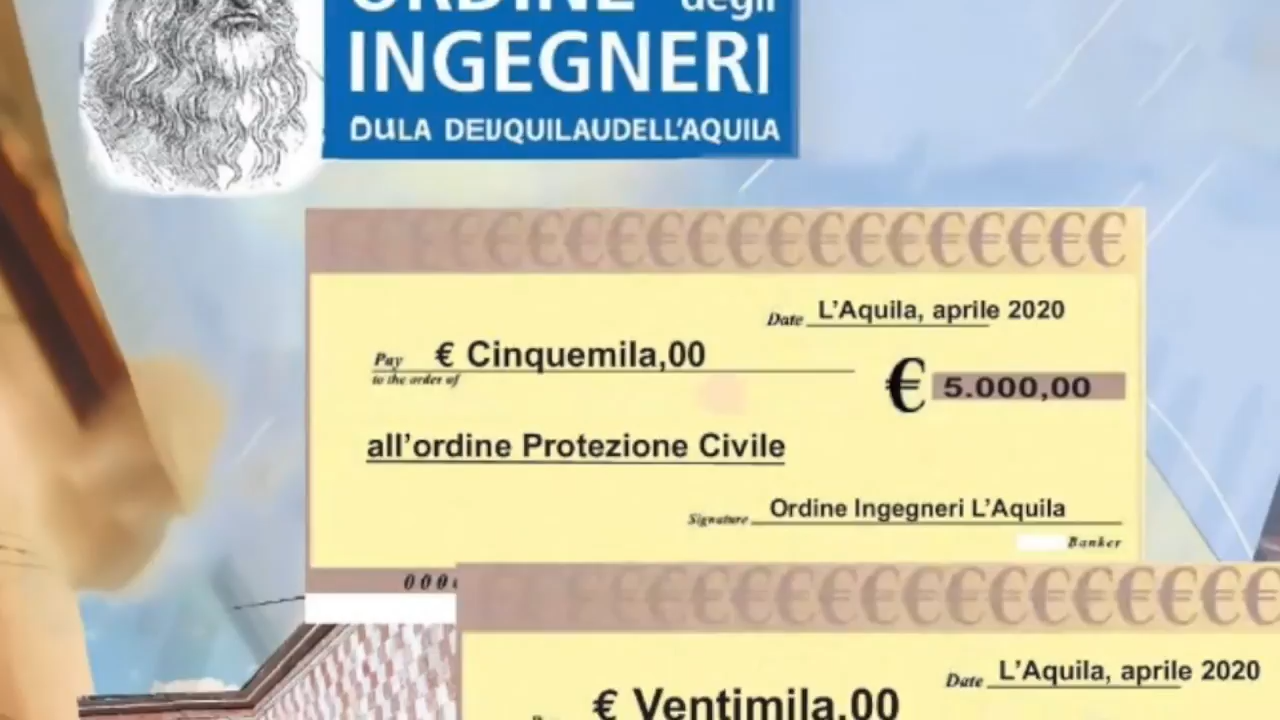 ORDINE degli
INGEGNERI
DULA DEUQUILAUDELL'AQUILA
Date L'Aquila, aprile 2020
Pay € Cinquemila,00
to the order of
€ 5.000,00
all'ordine Protezione Civile
Signature Ordine Ingegneri L'Aquila
Banker
000
Date L'Aquila, aprile 2020
€ Ventimila,00